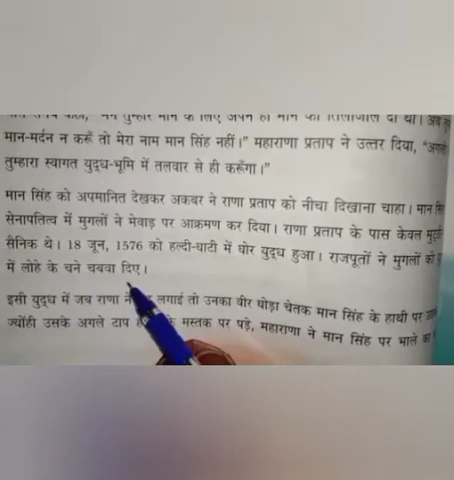 मान-मर्दन न करूँ तो मेरा नाम मान सिंह नहीं।” महाराणा प्रताप ने उत्तर दिया, “अगली
तुम्हारा स्वागत युद्ध-भूमि में तलवार से ही करूँगा।”
मान सिंह को अपमानित देखकर अकबर ने राणा प्रताप को नीचा दिखाना चाहा। मान सिंह
सेनापतित्व में मुगलों ने मेवाड़ पर आक्रमण कर दिया। राणा प्रताप के पास केवल
सैनिक थे। 18 जून, 1576 को हल्दी-घाटी में घोर युद्ध हुआ। राजपूतों ने मुगलों को
में लोहे के चने चबवा दिए।
इसी युद्ध में जब राणा ने लगाई तो उनका वीर घोड़ा चेतक मान सिंह के हाथी पर
ज्योंही उसके अगले टाप के मस्तक पर पड़े, महाराणा ने मान सिंह पर भाले का